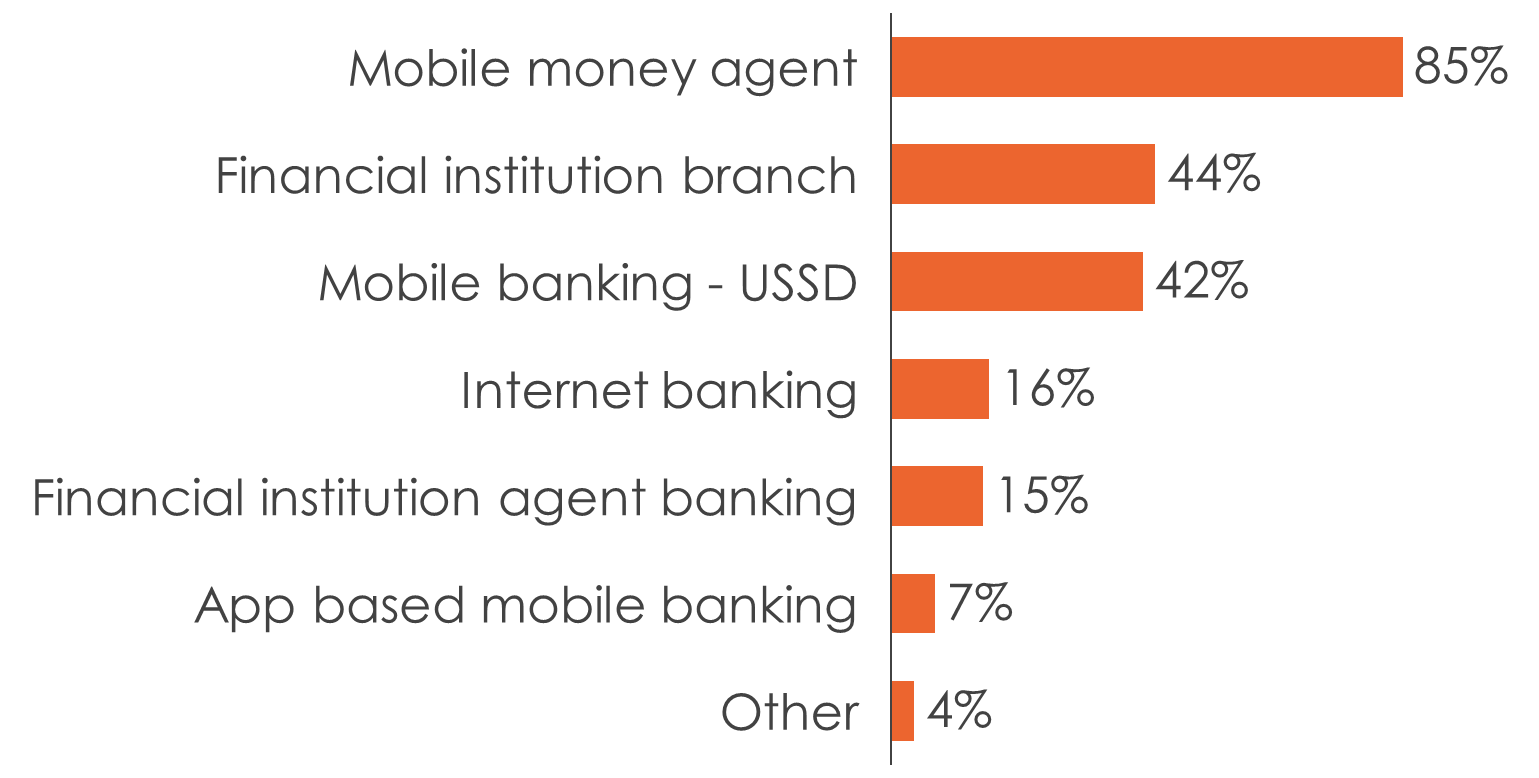 Mobile money agent 85%
Financial institution branch 44%
Mobile banking - USSD 42%
Internet banking 16%
Financial institution agent banking 15%
App based mobile banking 7%
Other 4%